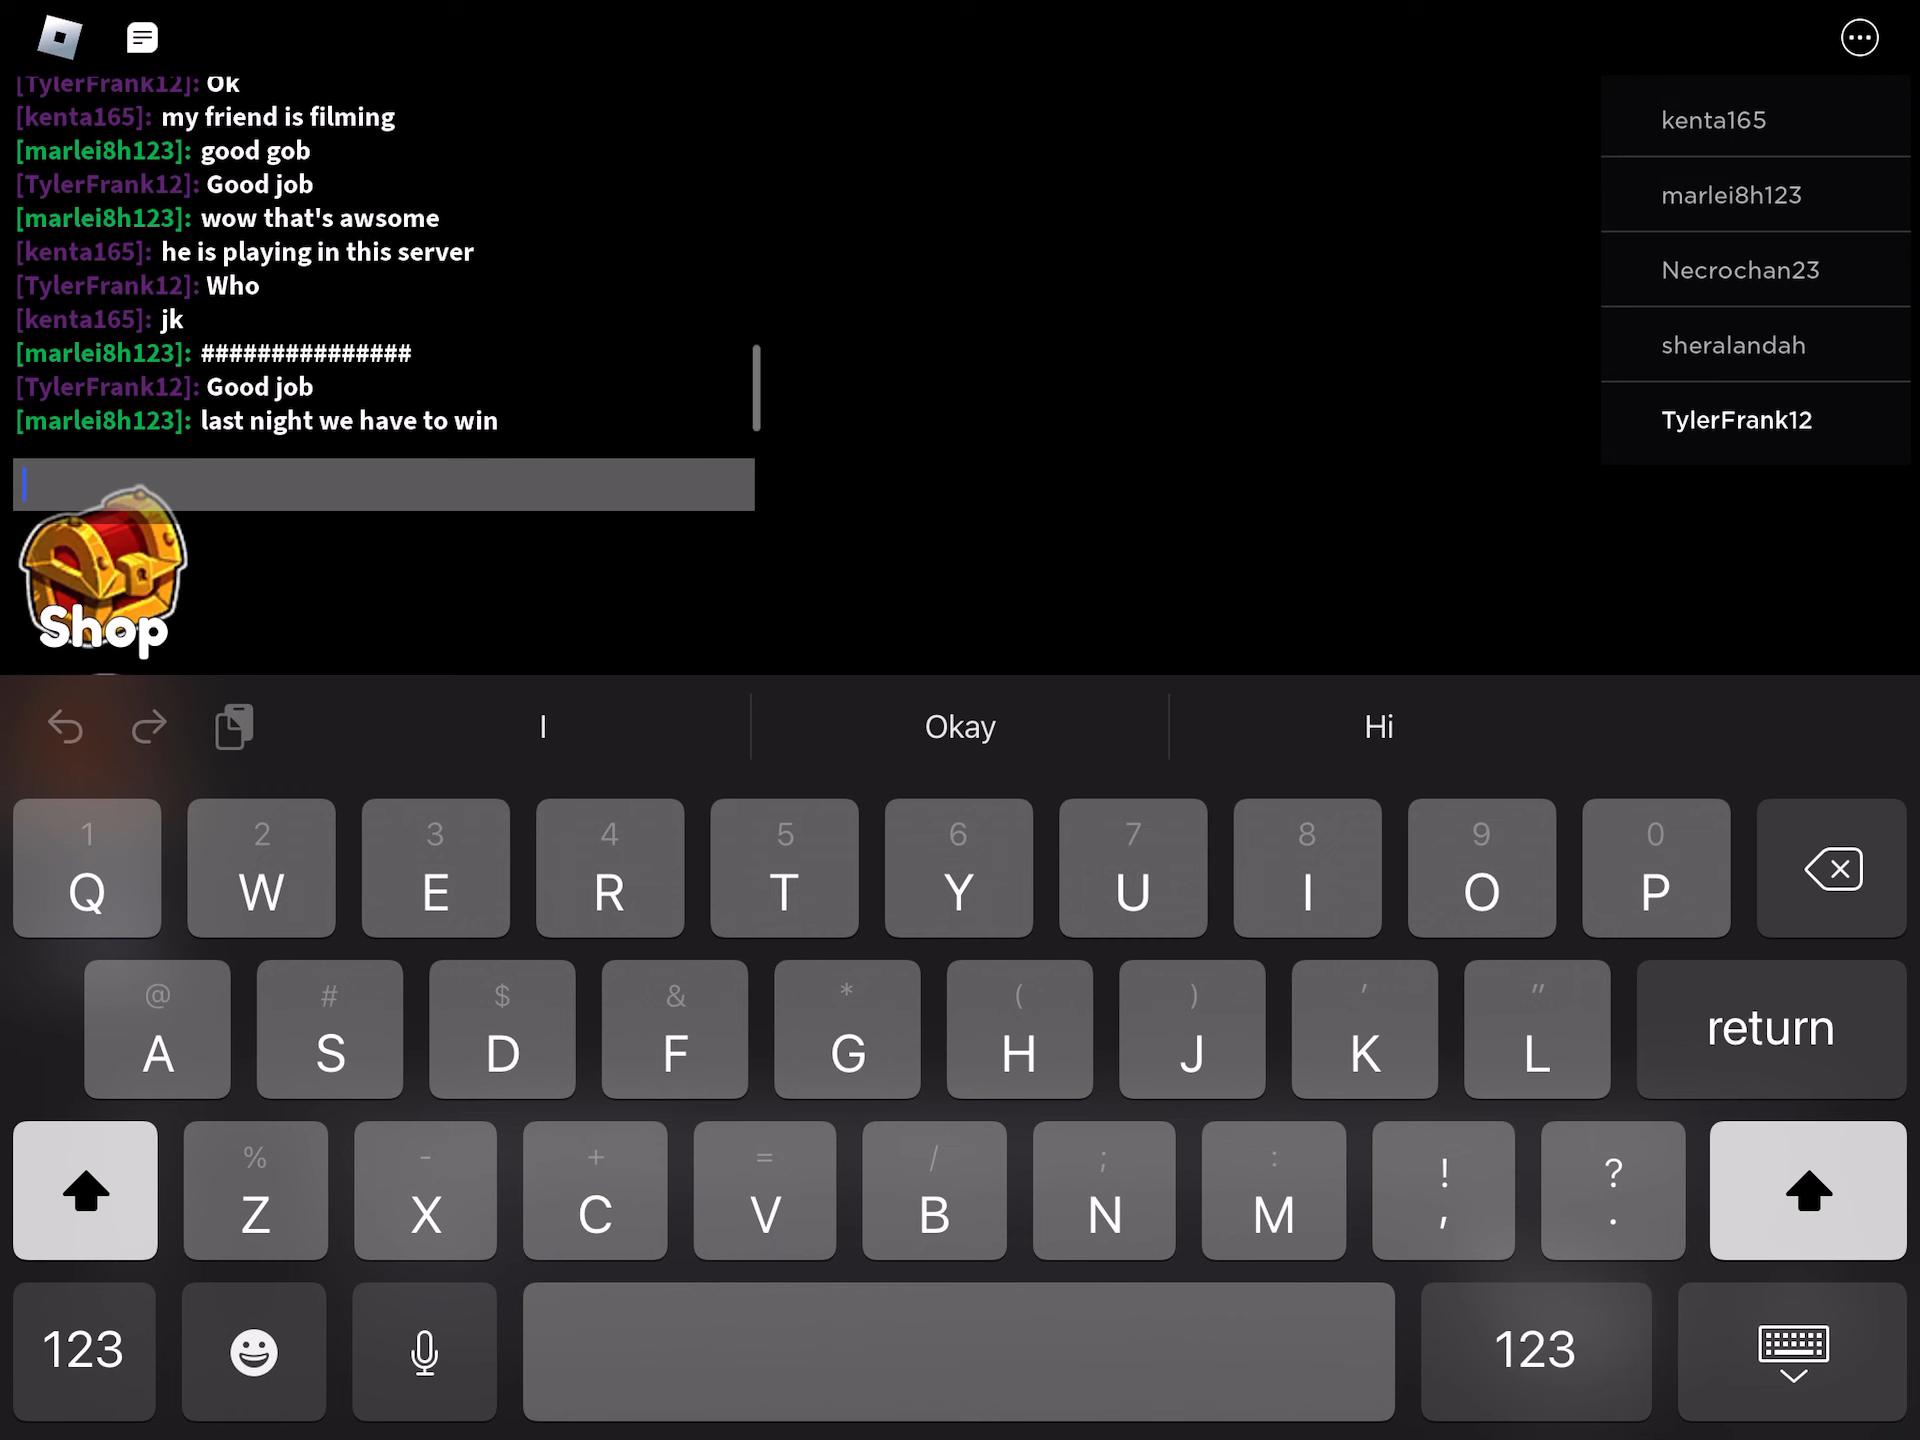 [TylerFrank12]: Ok
[kenta165]: my friend is filming
[marlei8h123]: good gob
[TylerFrank12]: Good job
[marlei8h123]: wow that's awsome
[kenta165]: he is playing in this server
[TylerFrank12]: Who
[kenta165]: jk
[marlei8h123]: ###############
[TylerFrank12]: Good job
[marlei8h123]: last night we have to win
kenta165
marlei8h123
Necrochan23
sheralandah
TylerFrank12
Shop
I Okay Hi
1 2 3 4 5 6 7 8 9 0
Q W E R T Y U I O P
@ # $ & * ( ) ' "
A S D F G H J K L return
% - + = / ; : ! ?
Z X C V B N M , .
123 123